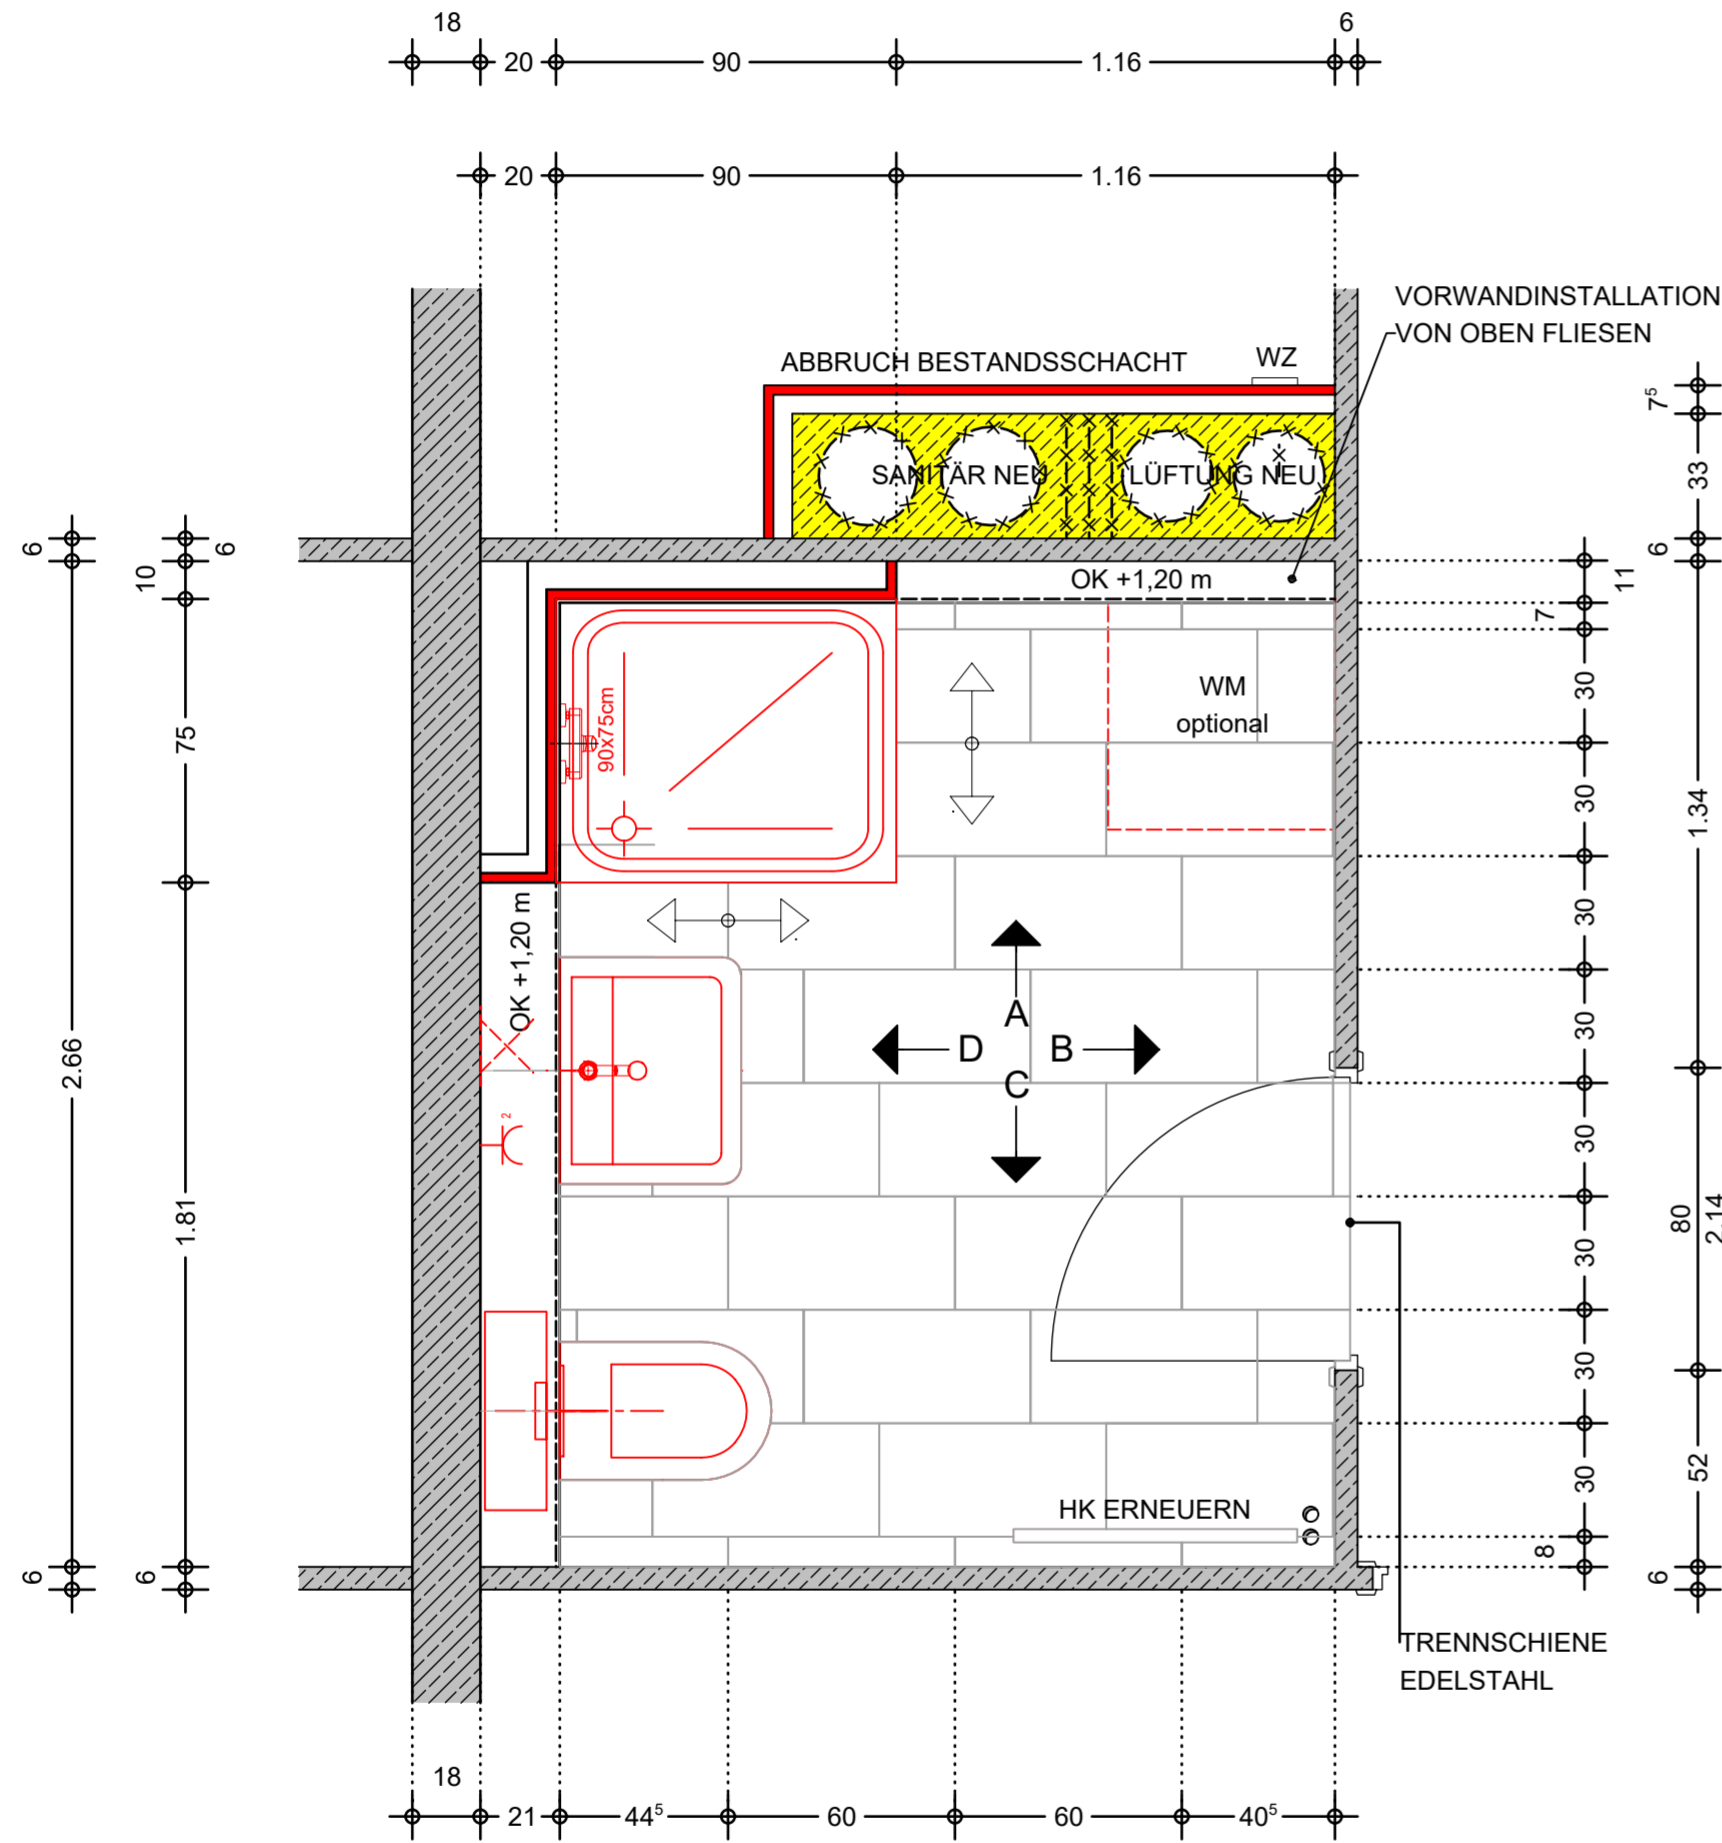 18
6
20
90
1.16
20
90
1.16
VORWANDINSTALLATION
VON OBEN FLIESEN
ABBRUCH BESTANDSSCHACHT
WZ
7⁵
SANITÄR NEU
LÜFTUNG NEU
33
6
6
6
10
OK +1,20 m
11
7
90x75cm
WM
optional
30
75
30
1.34
30
OK +1,20 m
A
D
B
C
30
2.66
2
30
1.81
30
80
2.14
30
30
52
HK ERNEUERN
8
6
6
6
TRENNSCHIENE
EDELSTAHL
18
21
44⁵
60
60
40⁵